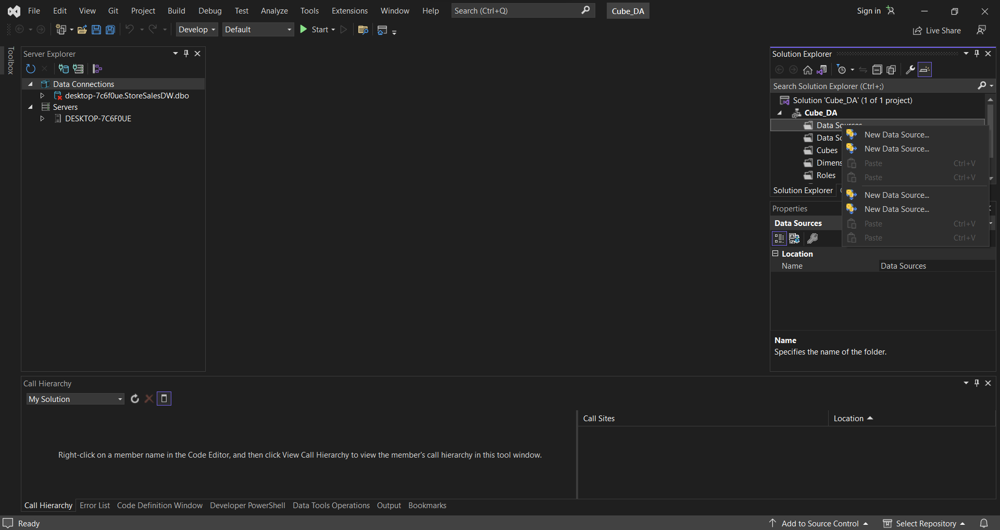 File Edit View Git Project Build Debug Test Analyze Tools Extensions Window Help Search (Ctrl+Q) Cube_DA Sign in
Develop Default Start Live Share
Toolbox
Server Explorer
Data Connections
desktop-7c6f0ue.StoreSalesDW.dbo
Servers
DESKTOP-7C6F0UE
Solution Explorer
Search Solution Explorer (Ctrl+;)
Solution 'Cube_DA' (1 of 1 project)
Cube_DA
Data Sources
Data So
Cubes
Dimens
Roles
Solution Explorer
New Data Source...
New Data Source...
Paste Ctrl+V
Paste Ctrl+V
New Data Source...
New Data Source...
Paste Ctrl+V
Paste Ctrl+V
Properties
Data Sources
Location
Name Data Sources
Name
Specifies the name of the folder.
Call Hierarchy
My Solution
Call Sites Location
Right-click on a member name in the Code Editor, and then click View Call Hierarchy to view the member's call hierarchy in this tool window.
Call Hierarchy Error List Code Definition Window Developer PowerShell Data Tools Operations Output Bookmarks
Ready Add to Source Control Select Repository